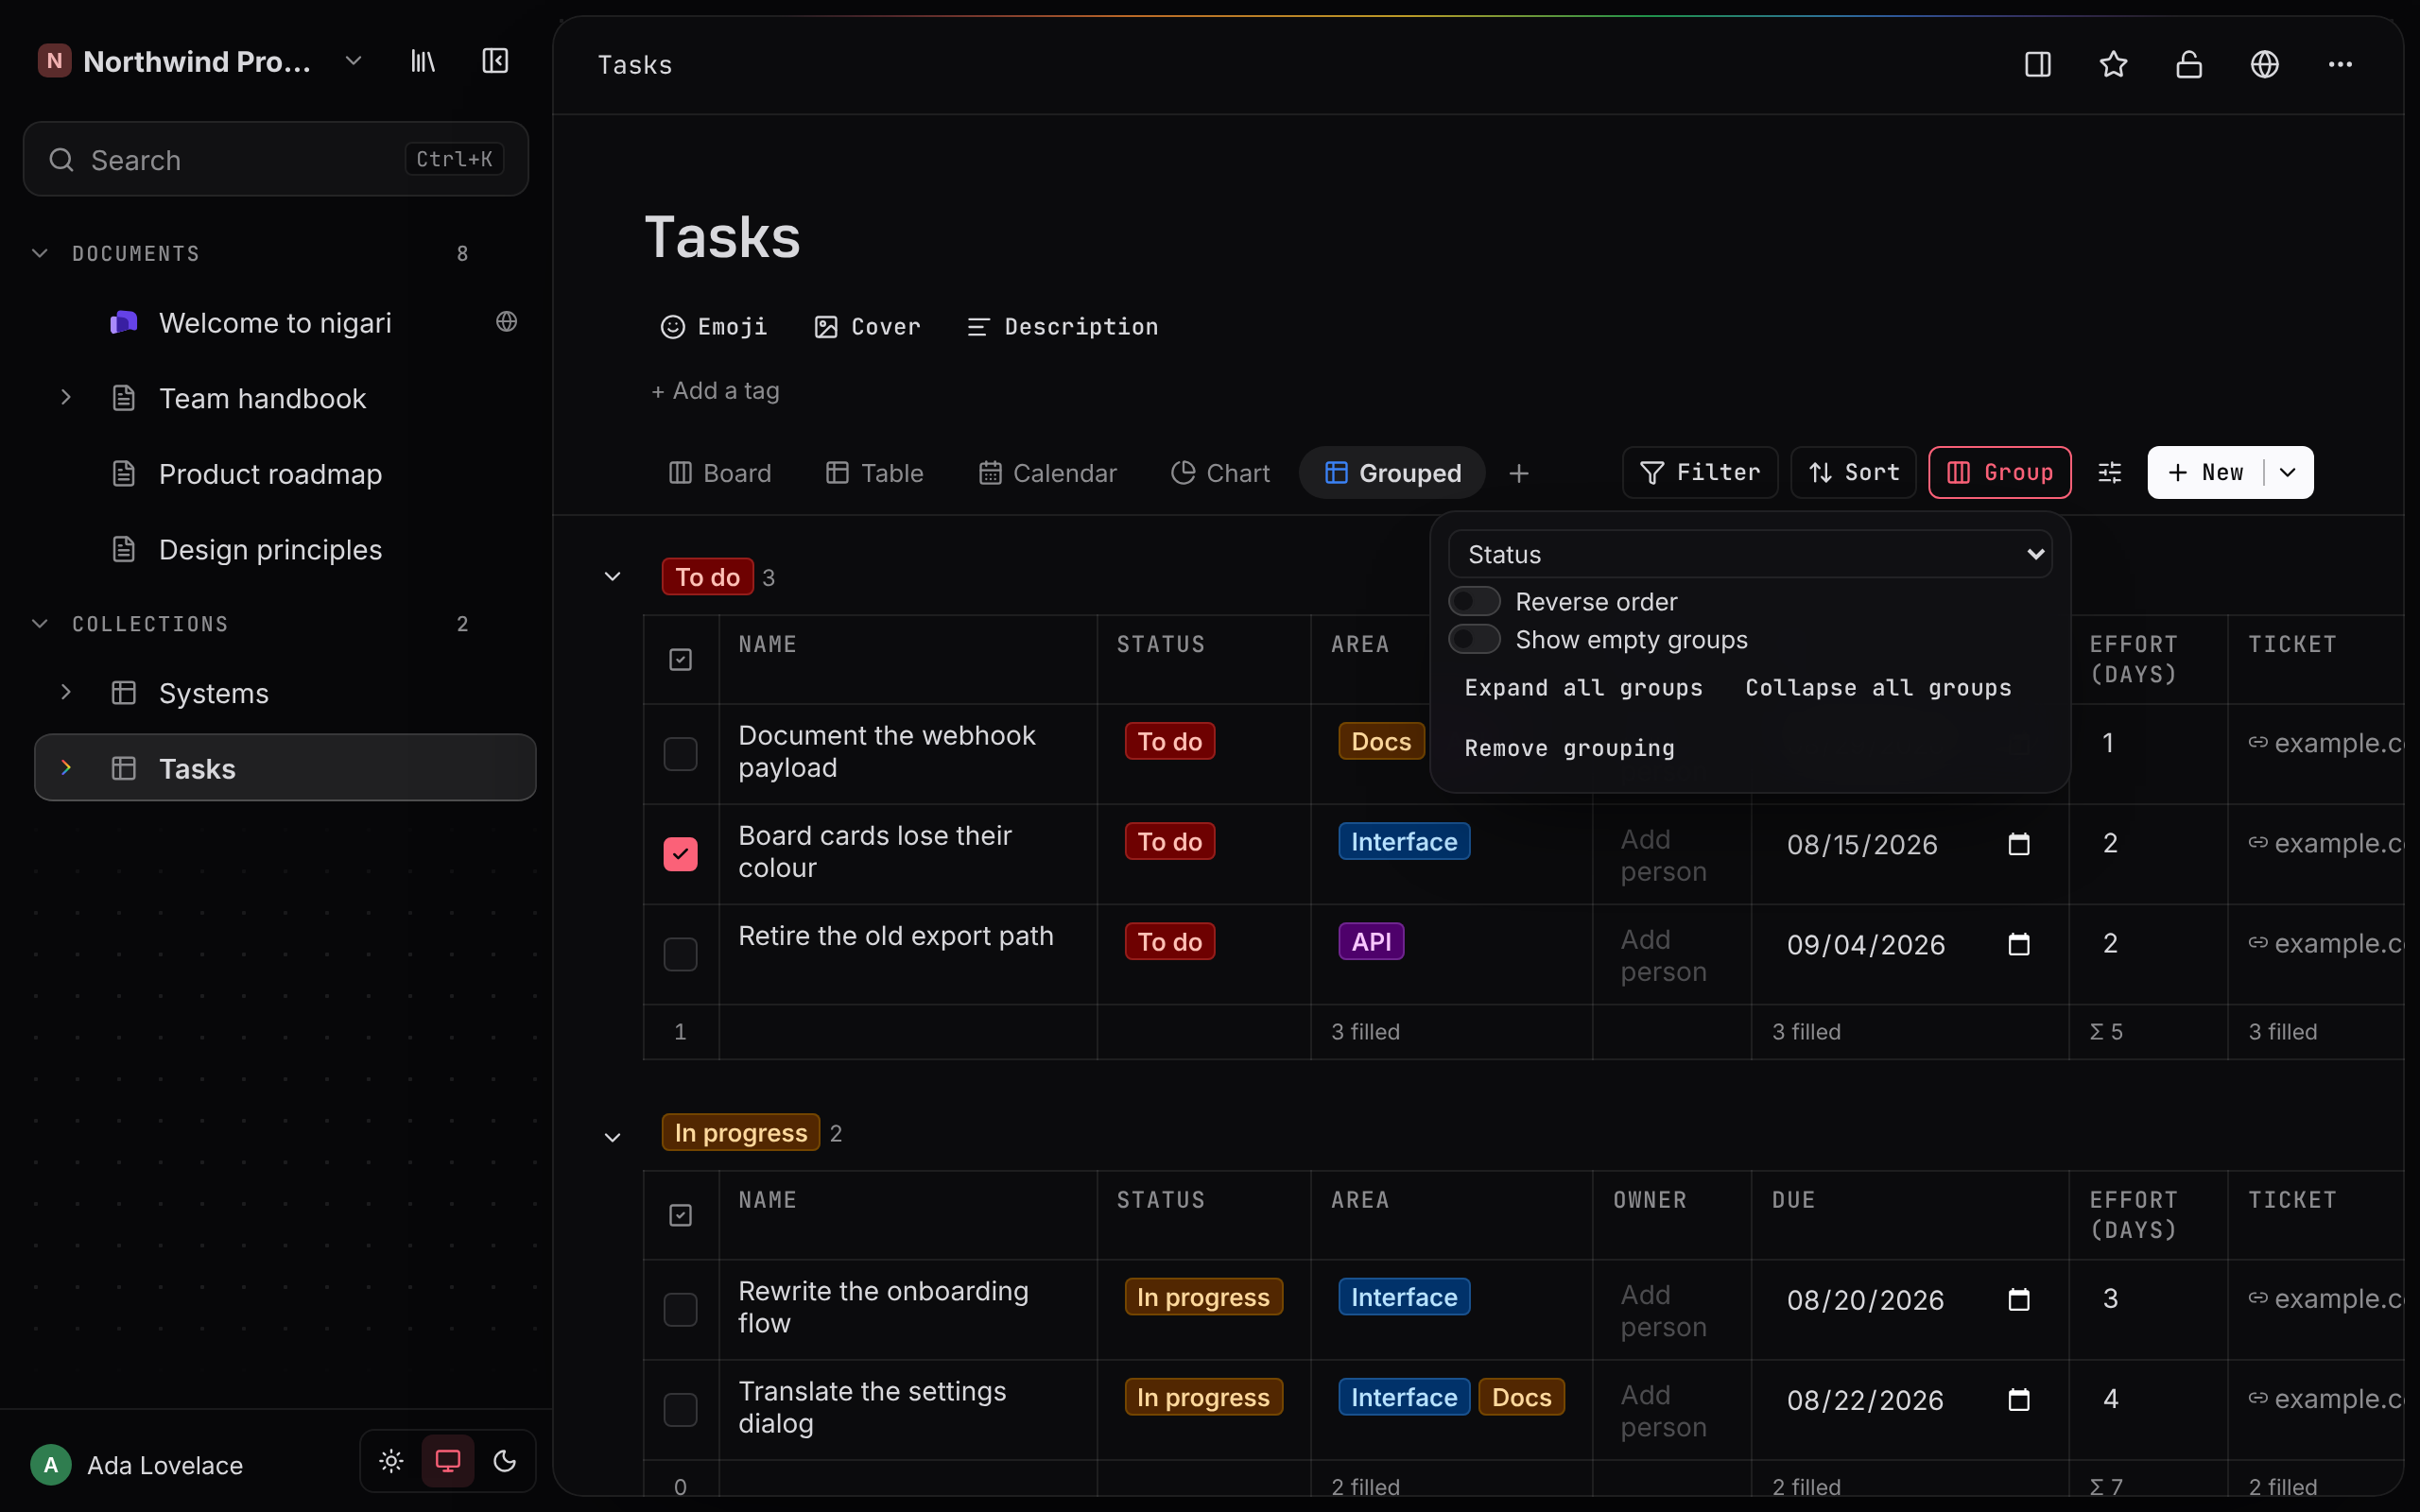 N Northwind Pro...
Search Ctrl+K
DOCUMENTS 8
Welcome to nigari
Team handbook
Product roadmap
Design principles
COLLECTIONS 2
Systems
Tasks
A Ada Lovelace
Tasks
Tasks
Emoji Cover Description
+ Add a tag
Board Table Calendar Chart Grouped Filter Sort Group New
Status
Reverse order
Show empty groups
Expand all groups Collapse all groups
Remove grouping
To do 3
NAME STATUS AREA EFFORT (DAYS) TICKET
Document the webhook payload To do Docs 1 example.c
Board cards lose their colour To do Interface Add person 08/15/2026 2 example.c
Retire the old export path To do API Add person 09/04/2026 2 example.c
1 3 filled 3 filled Σ 5 3 filled
In progress 2
NAME STATUS AREA OWNER DUE EFFORT (DAYS) TICKET
Rewrite the onboarding flow In progress Interface Add person 08/20/2026 3 example.c
Translate the settings dialog In progress Interface Docs Add person 08/22/2026 4 example.c
0 2 filled 2 filled Σ 7 2 filled